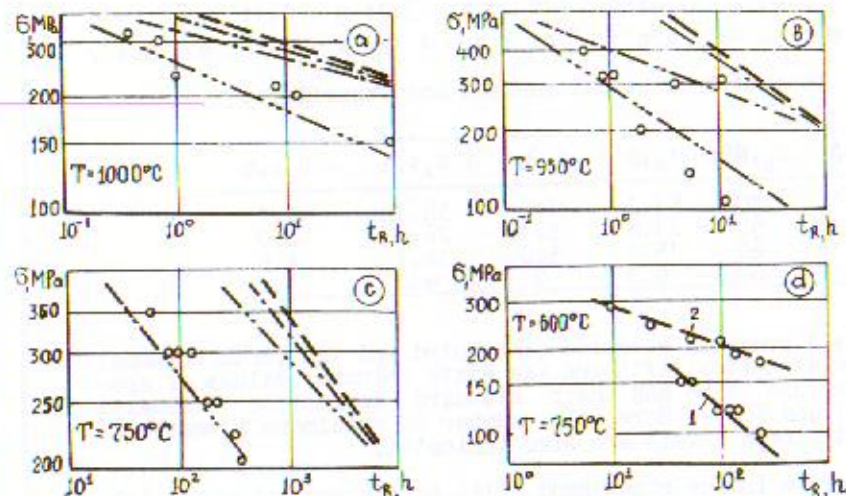 σ, MPa
300
200
150
100
T = 1000°C
a
10⁻¹
10⁰
10¹
t_R, h
σ, MPa
400
300
200
100
T = 950°C
в
10⁻¹
10⁰
10¹
t_R, h
σ, MPa
350
300
250
200
T = 750°C
c
10¹
10²
10³
t_R, h
σ, MPa
300
200
150
100
T = 600°C
2
d
1
T = 750°C
10¹
10²
t_R, h